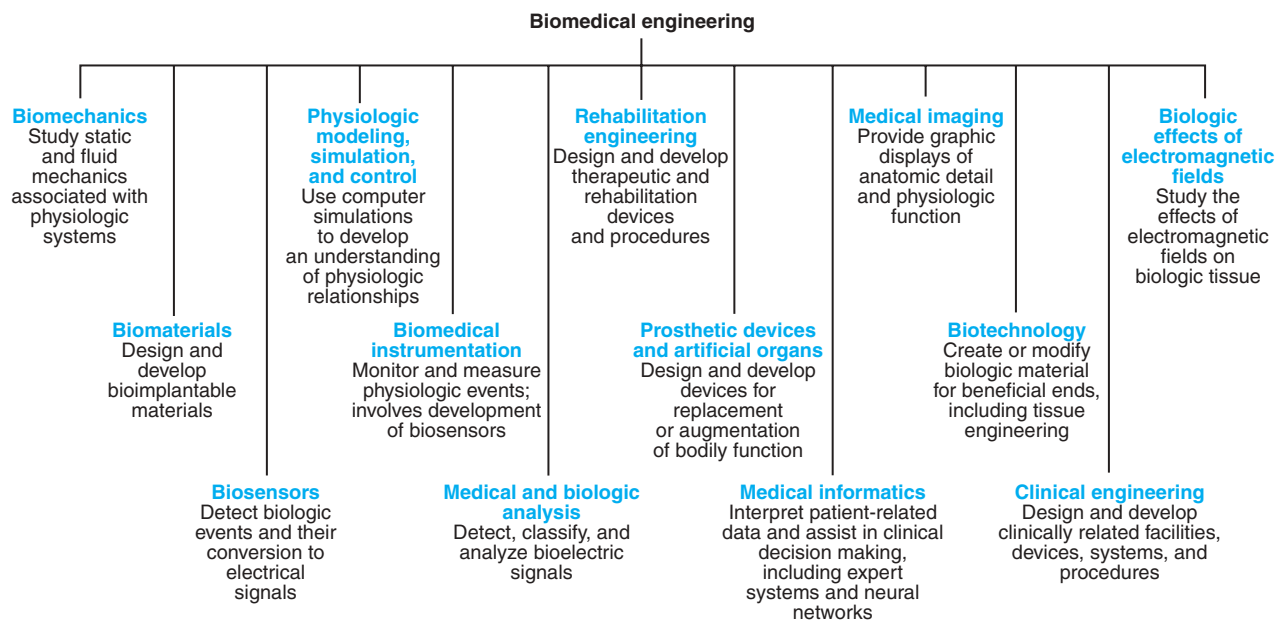 Biomedical engineering
Biomechanics
Study static
and fluid
mechanics
associated with
physiologic
systems
Physiologic
modeling,
simulation,
and control
Use computer
simulations
to develop
an understanding
of physiologic
relationships
Rehabilitation
engineering
Design and develop
therapeutic and
rehabilitation
devices
and procedures
Medical imaging
Provide graphic
displays of
anatomic detail
and physiologic
function
Biologic
effects of
electromagnetic
fields
Study the
effects of
electromagnetic
fields on
biologic tissue
Biomaterials
Design and
develop
bioimplantable
materials
Biomedical
instrumentation
Monitor and measure
physiologic events;
involves development
of biosensors
Prosthetic devices
and artificial organs
Design and develop
devices for
replacement
or augmentation
of bodily function
Biotechnology
Create or modify
biologic material
for beneficial ends,
including tissue
engineering
Biosensors
Detect biologic
events and their
conversion to
electrical
signals
Medical and biologic
analysis
Detect, classify, and
analyze bioelectric
signals
Medical informatics
Interpret patient-related
data and assist in clinical
decision making,
including expert
systems and neural
networks
Clinical engineering
Design and develop
clinically related facilities,
devices, systems, and
procedures